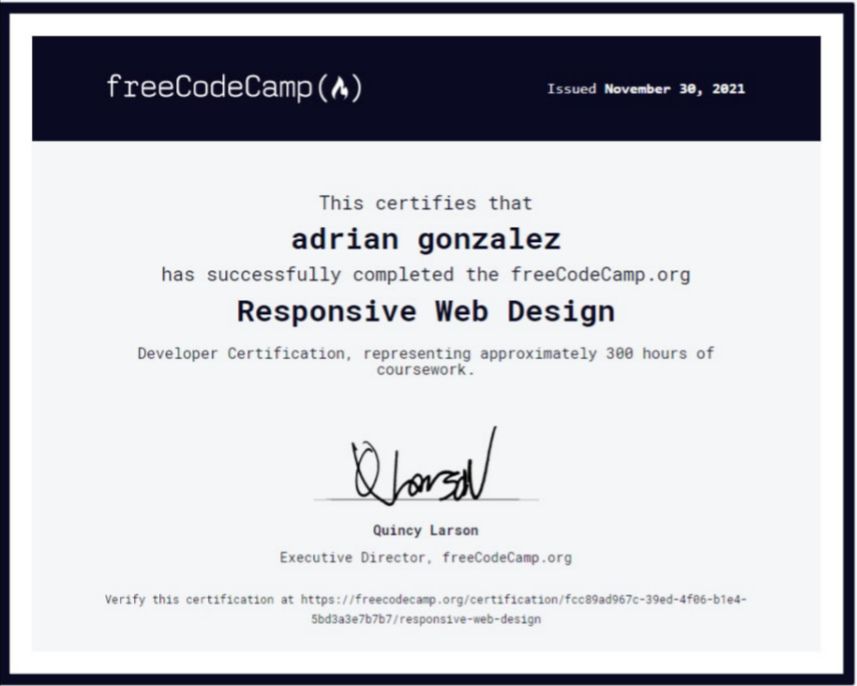 freeCodeCamp(🔥)
Issued November 30, 2021
This certifies that
adrian gonzalez
has successfully completed the freeCodeCamp.org
Responsive Web Design
Developer Certification, representing approximately 300 hours of
coursework.
Q Larson
Quincy Larson
Executive Director, freeCodeCamp.org
Verify this certification at https://freecodecamp.org/certification/fcc89ad967c-39ed-4f06-b1e4-
5bd3a3e7b7b7/responsive-web-design